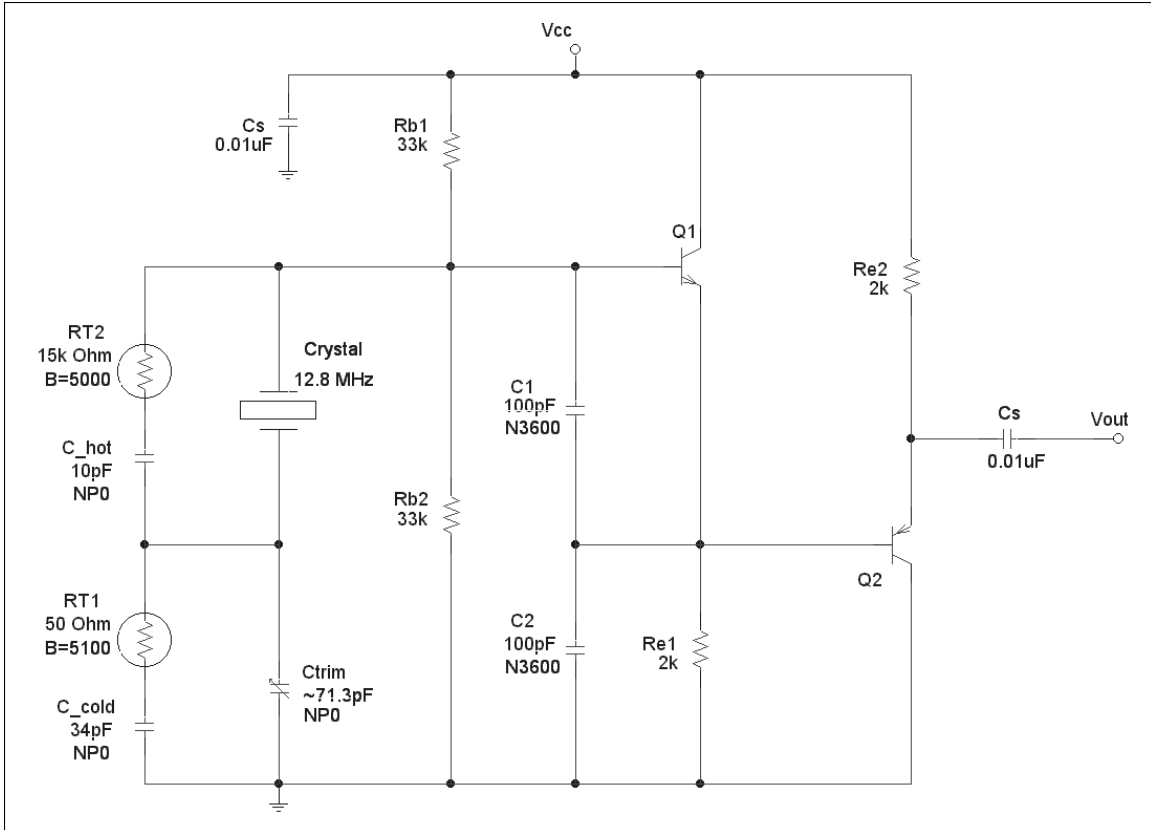 Vcc
Cs
0.01uF
Rb1
33k
Q1
Re2
2k
RT2
15k Ohm
B=5000
Crystal
12.8 MHz
C1
100pF
N3600
Cs
0.01uF
Vout
C_hot
10pF
NP0
Rb2
33k
Q2
RT1
50 Ohm
B=5100
C2
100pF
N3600
Re1
2k
Ctrim
~71.3pF
NP0
C_cold
34pF
NP0